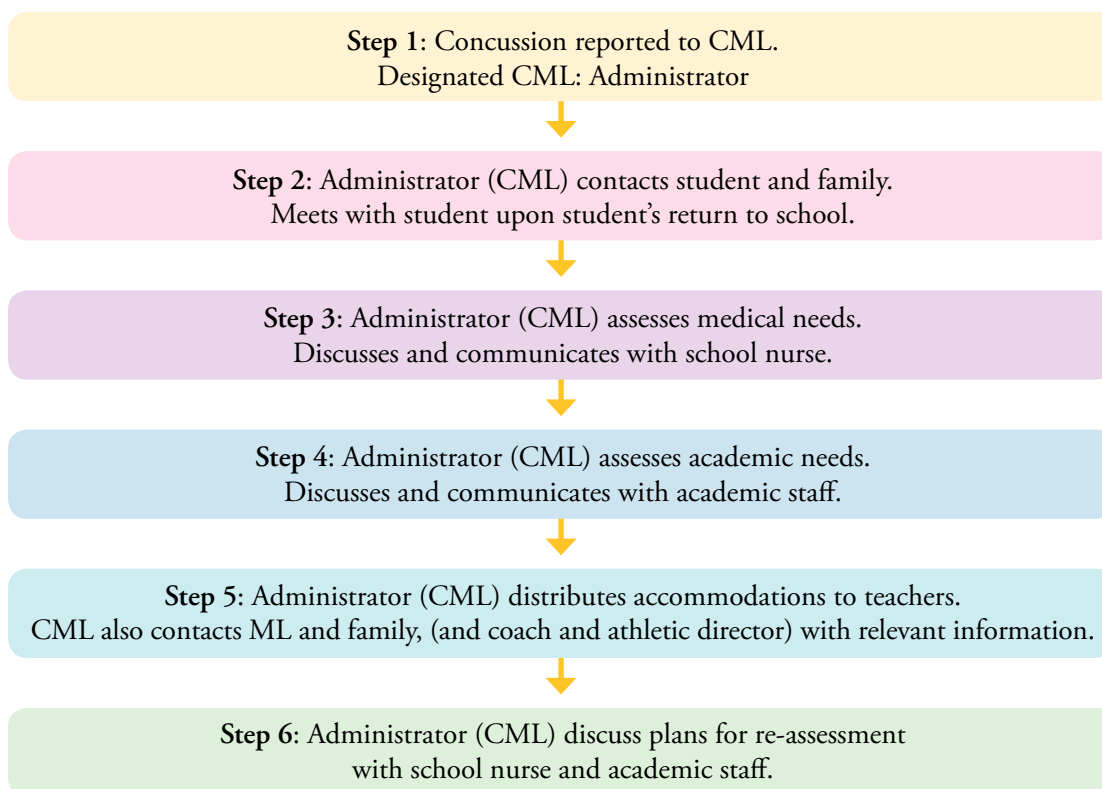 Step 1: Concussion reported to CML.
Designated CML: Administrator
Step 2: Administrator (CML) contacts student and family.
Meets with student upon student’s return to school.
Step 3: Administrator (CML) assesses medical needs.
Discusses and communicates with school nurse.
Step 4: Administrator (CML) assesses academic needs.
Discusses and communicates with academic staff.
Step 5: Administrator (CML) distributes accommodations to teachers.
CML also contacts ML and family, (and coach and athletic director) with relevant information.
Step 6: Administrator (CML) discuss plans for re-assessment
with school nurse and academic staff.